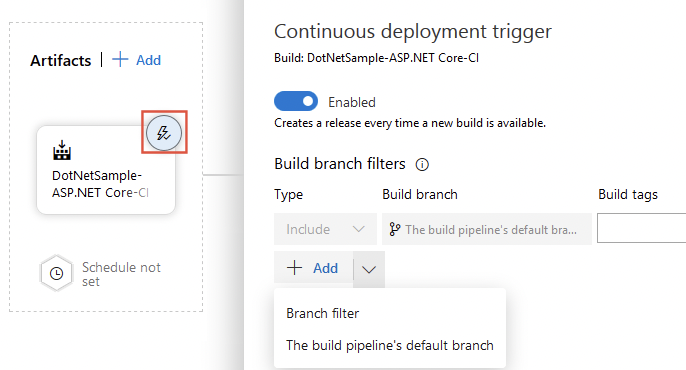 Artifacts | + Add
DotNetSample-
ASP.NET Core-CI
Schedule not
set
Continuous deployment trigger
Build: DotNetSample-ASP.NET Core-CI
Enabled
Creates a release every time a new build is available.
Build branch filters
Type Build branch Build tags
Include The build pipeline's default bra...
+ Add
Branch filter
The build pipeline's default branch